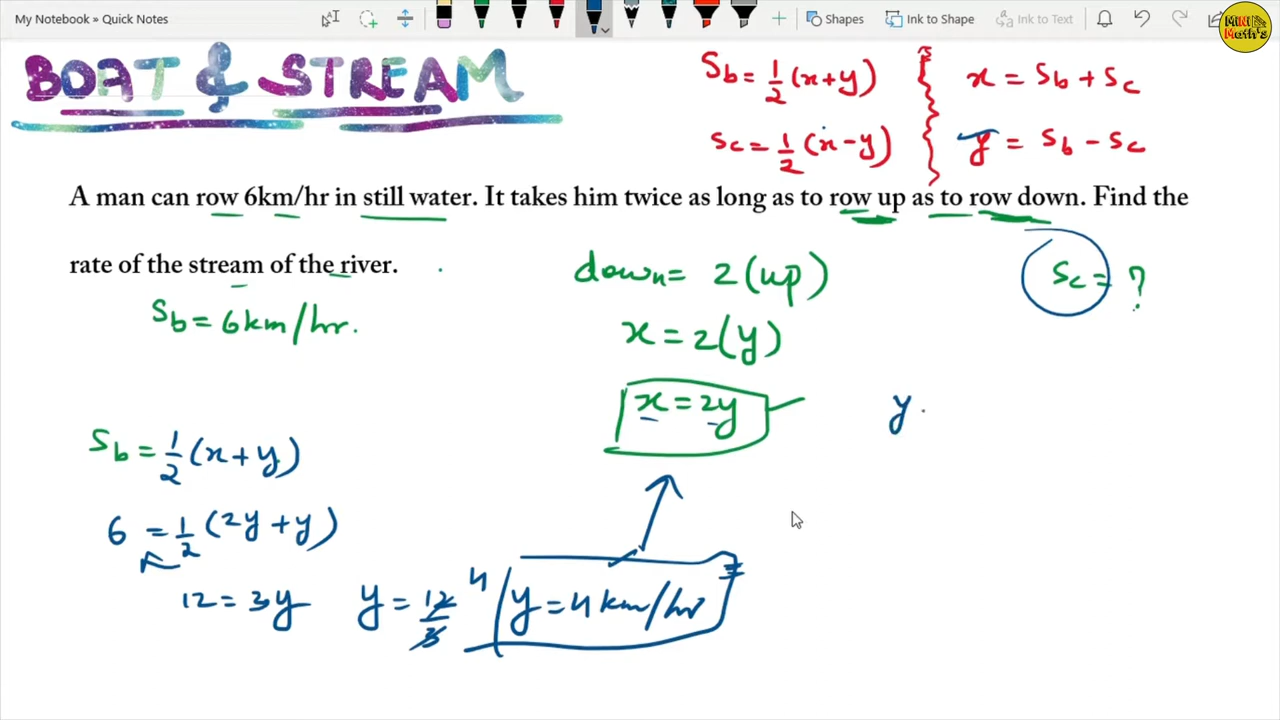 My Notebook » Quick Notes
Shapes
Ink to Shape
Ink to Text
MINI
Math's
BOAT & STREAM
Sb = 1/2 (x+y)
x = Sb + Sc
Sc = 1/2 (x-y)
y = Sb - Sc
A man can row 6km/hr in still water. It takes him twice as long as to row up as to row down. Find the
rate of the stream of the river.
Sb = 6km/hr.
down = 2(up)
Sc = ?
x = 2(y)
x = 2y
y
Sb = 1/2 (x+y)
6 = 1/2 (2y+y)
12 = 3y
y = 12/3 4
y = 4km/hr